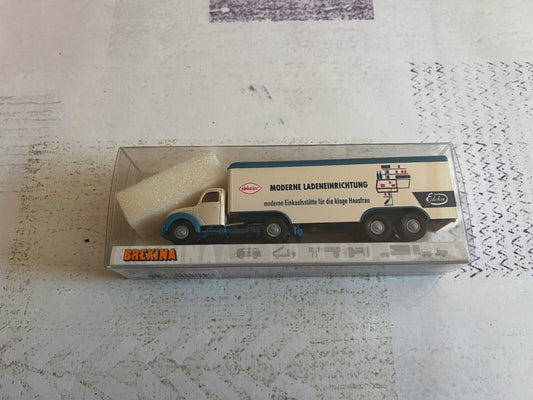 MODERNE LADENEINRICHTUNG
moderne Einkaufsstätte für die kluge Hausfrau
BREKINA